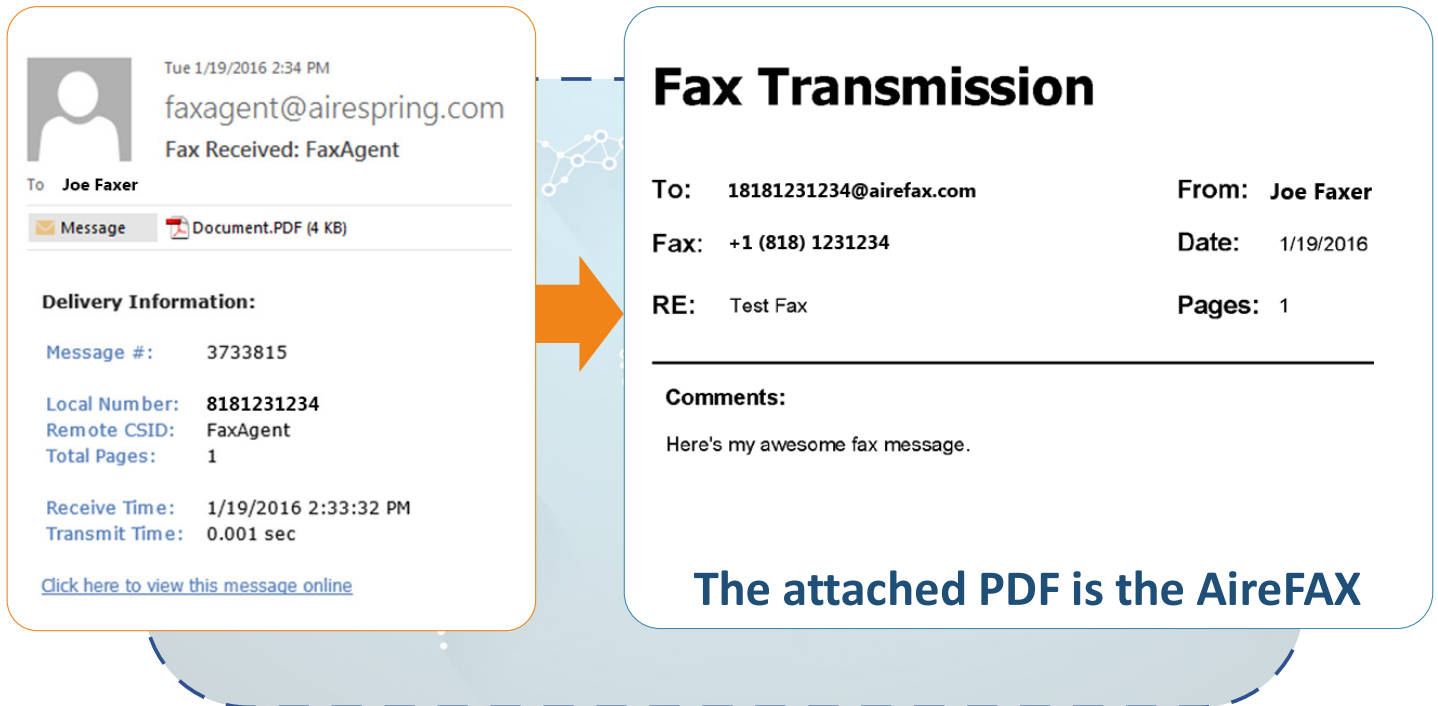 Tue 1/19/2016 2:34 PM
faxagent@airespring.com
Fax Received: FaxAgent
To Joe Faxer
Message Document.PDF (4 KB)
Delivery Information:
Message #: 3733815
Local Number: 8181231234
Remote CSID: FaxAgent
Total Pages: 1
Receive Time: 1/19/2016 2:33:32 PM
Transmit Time: 0.001 sec
Click here to view this message online
Fax Transmission
To: 18181231234@airefax.com From: Joe Faxer
Fax: +1 (818) 1231234 Date: 1/19/2016
RE: Test Fax Pages: 1
Comments:
Here's my awesome fax message.
The attached PDF is the AireFAX